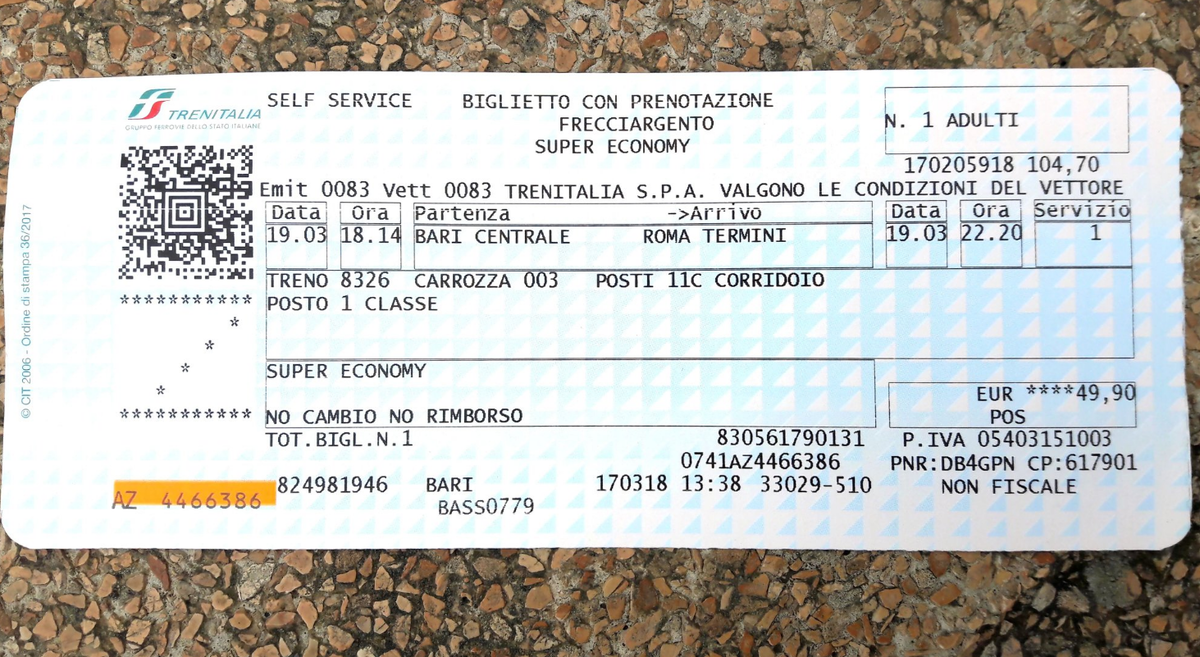 TRENITALIA
GRUPPO FERROVIE DELLO STATO ITALIANE
SELF SERVICE
BIGLIETTO CON PRENOTAZIONE
FRECCIARGENTO
SUPER ECONOMY
N. 1 ADULTI
170205918 104,70
Emit 0083 Vett 0083 TRENITALIA S.P.A. VALGONO LE CONDIZIONI DEL VETTORE
Data Ora Partenza ->Arrivo Data Ora Servizio
19.03 18.14 BARI CENTRALE ROMA TERMINI 19.03 22.20 1
TRENO 8326 CARROZZA 003 POSTI 11C CORRIDOIO
POSTO 1 CLASSE
***********
*
*
*
*
***********
SUPER ECONOMY
EUR ****49,90
POS
NO CAMBIO NO RIMBORSO
TOT.BIGL.N.1 830561790131 P.IVA 05403151003
0741AZ4466386 PNR:DB4GPN CP:617901
AZ 4466386 824981946 BARI 170318 13:38 33029-510 NON FISCALE
BASS0779
© CIT 2006 - Ordine di stampa 36/2017